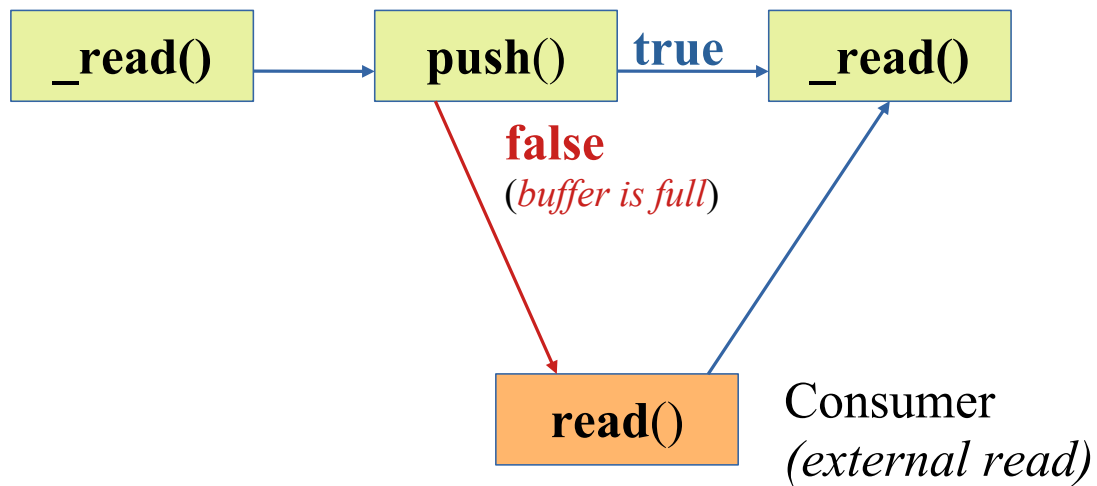 _read()
push()
true
_read()
false
(buffer is full)
read()
Consumer
(external read)